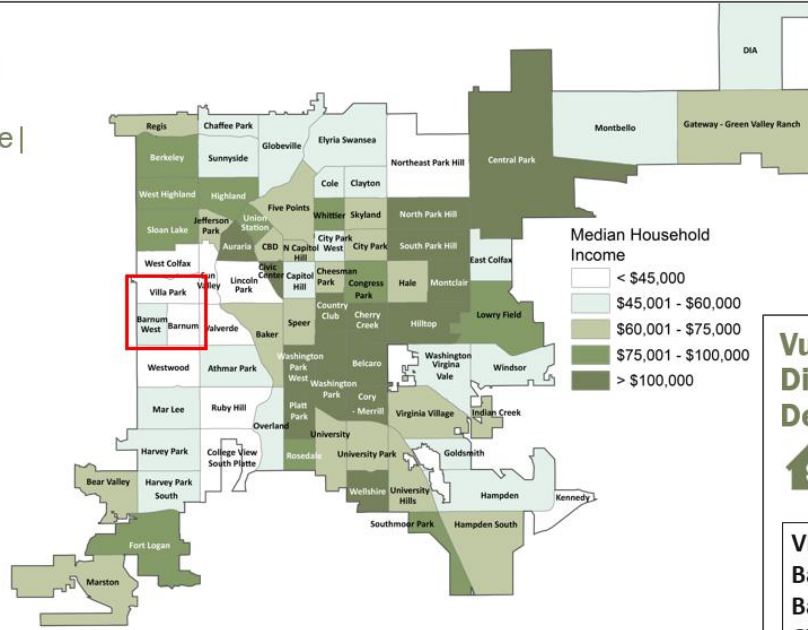 e|
DIA
Regis
Chaffee Park
Globeville
Elyria Swansea
Montbello
Gateway - Green Valley Ranch
Berkeley
Sunnyside
Northeast Park Hill
Central Park
Cole
Clayton
West Highland
Highland
Five Points
Whittier
Skyland
North Park Hill
Sloan Lake
Jefferson
Park
Union
Station
Auraria
CBD
N Capitol
Hill
City Park
West
City Park
South Park Hill
East Colfax
West Colfax
Sun
Valley
Lincoln
Park
Civic
Center
Capitol
Hill
Cheesman
Park
Congress
Park
Hale
Montclair
Villa Park
Barnum
West
Barnum
Valverde
Baker
Speer
Country
Club
Cherry
Creek
Hilltop
Lowry Field
Westwood
Athmar Park
Washington
Park
West
Washington
Park
Belcaro
Washington
Virgina
Vale
Windsor
Mar Lee
Ruby Hill
Overland
Platt
Park
Cory
- Merrill
Virginia Village
Indian Creek
University
Harvey Park
College View
South Platte
Rosedale
University Park
Goldsmith
Bear Valley
Harvey Park
South
Wellshire
University
Hills
Hampden
Kennedy
Southmoor Park
Hampden South
Fort Logan
Marston
Median Household
Income
< $45,000
$45,001 - $60,000
$60,001 - $75,000
$75,001 - $100,000
> $100,000
Vu
Di
De
Ba